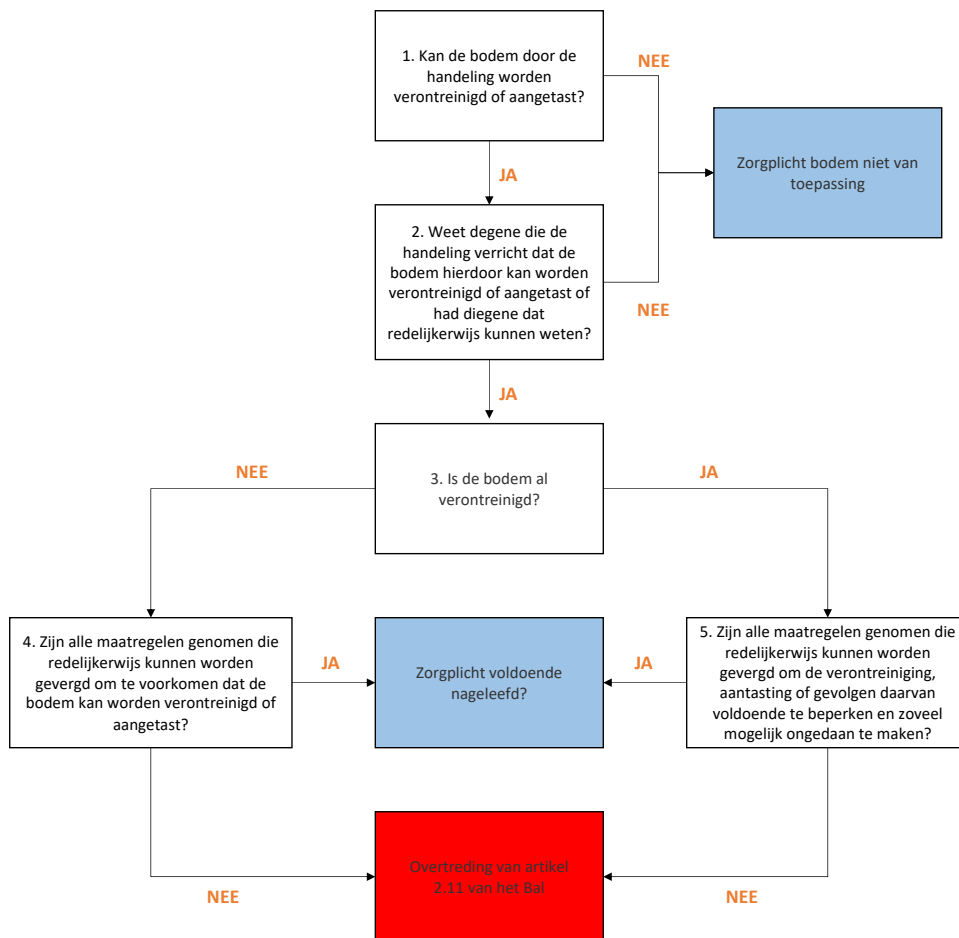 1. Kan de bodem door de
handeling worden
verontreinigd of aangetast?
NEE
Zorgplicht bodem niet van
toepassing
JA
2. Weet degene die de
handeling verricht dat de
bodem hierdoor kan worden
verontreinigd of aangetast of
had diegene dat
redelijkerwijs kunnen weten?
NEE
JA
NEE
3. Is de bodem al
verontreinigd?
JA
4. Zijn alle maatregelen genomen die
redelijkerwijs kunnen worden
gevergd om te voorkomen dat de
bodem kan worden verontreinigd of
aangetast?
JA
Zorgplicht voldoende
nageleefd?
JA
5. Zijn alle maatregelen genomen die
redelijkerwijs kunnen worden
gevergd om de verontreiniging,
aantasting of gevolgen daarvan
voldoende te beperken en zoveel
mogelijk ongedaan te maken?
NEE
Overtreding van artikel
2.11 van het Bal
NEE